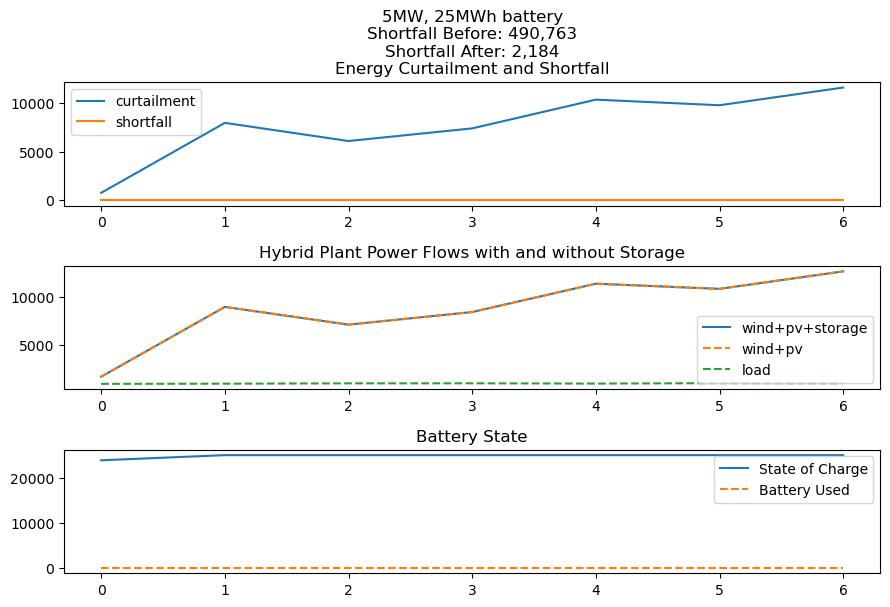 5MW, 25MWh battery
Shortfall Before: 490,763
Shortfall After: 2,184
Energy Curtailment and Shortfall
10000
5000
0
curtailment
shortfall
0 1 2 3 4 5 6
Hybrid Plant Power Flows with and without Storage
10000
5000
wind+pv+storage
wind+pv
load
0 1 2 3 4 5 6
Battery State
20000
10000
0
State of Charge
Battery Used
0 1 2 3 4 5 6